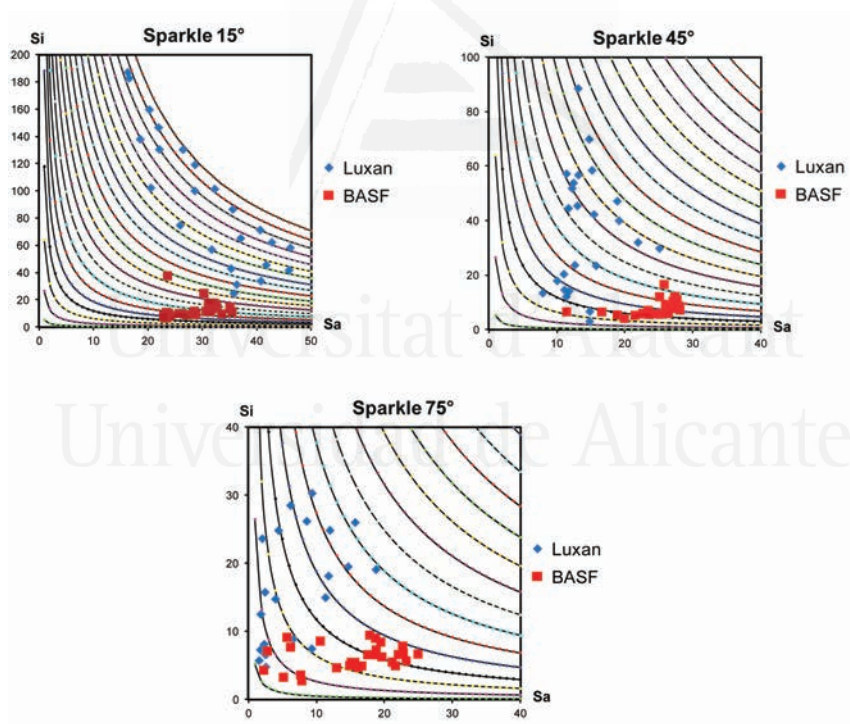 Sparkle 15°
Si
200
180
160
140
120
100
80
60
40
20
0
0 10 20 30 40 50
Sa
Luxan
BASF
Sparkle 45°
Si
100
80
60
40
20
0
0 10 20 30 40
Sa
Luxan
BASF
Universitat d'Alacant
Universidad de Alicante
Sparkle 75°
Si
40
30
20
10
0
0 10 20 30 40
Sa
Luxan
BASF